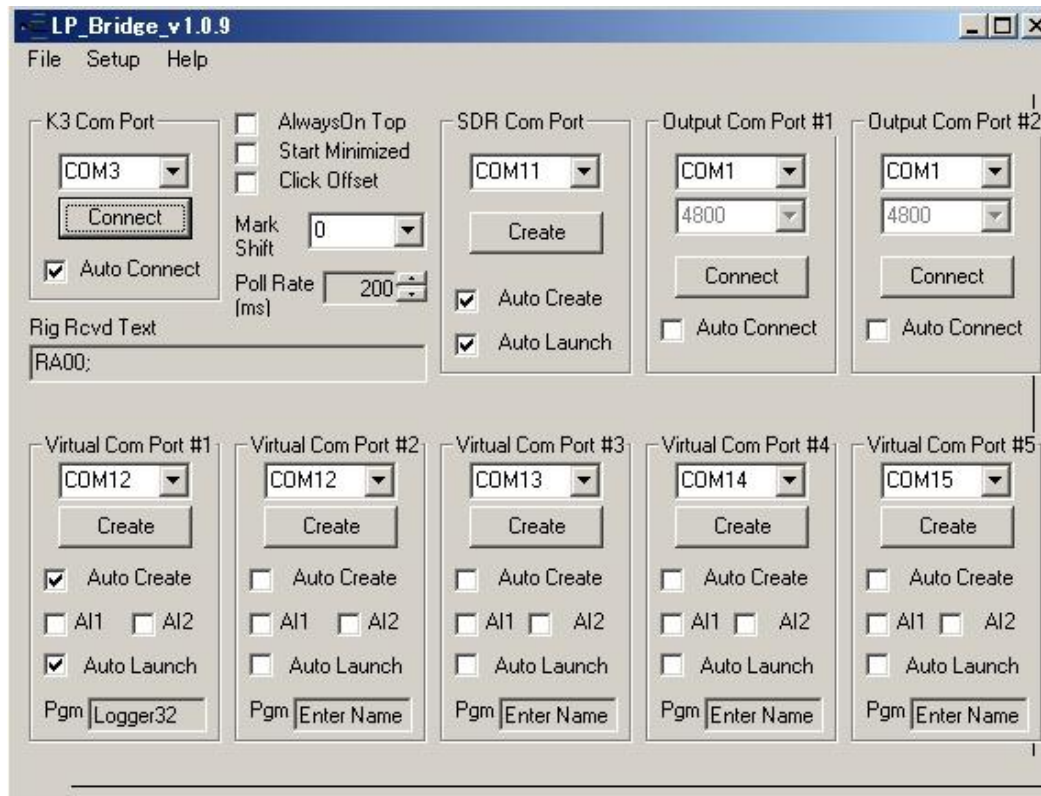 LP_Bridge_v1.0.9
File Setup Help
K3 Com Port
COM3
Connect
Auto Connect
AlwaysOn Top
Start Minimized
Click Offset
Mark Shift
0
Poll Rate (ms)
200
SDR Com Port
COM11
Create
Auto Create
Auto Launch
Output Com Port #1
COM1
4800
Connect
Auto Connect
Output Com Port #2
COM1
4800
Connect
Auto Connect
Rig Rcvd Text
RA00;
Virtual Com Port #1
COM12
Create
Auto Create
AI1 AI2
Auto Launch
Pgm Logger32
Virtual Com Port #2
COM12
Create
Auto Create
AI1 AI2
Auto Launch
Pgm Enter Name
Virtual Com Port #3
COM13
Create
Auto Create
AI1 AI2
Auto Launch
Pgm Enter Name
Virtual Com Port #4
COM14
Create
Auto Create
AI1 AI2
Auto Launch
Pgm Enter Name
Virtual Com Port #5
COM15
Create
Auto Create
AI1 AI2
Auto Launch
Pgm Enter Name